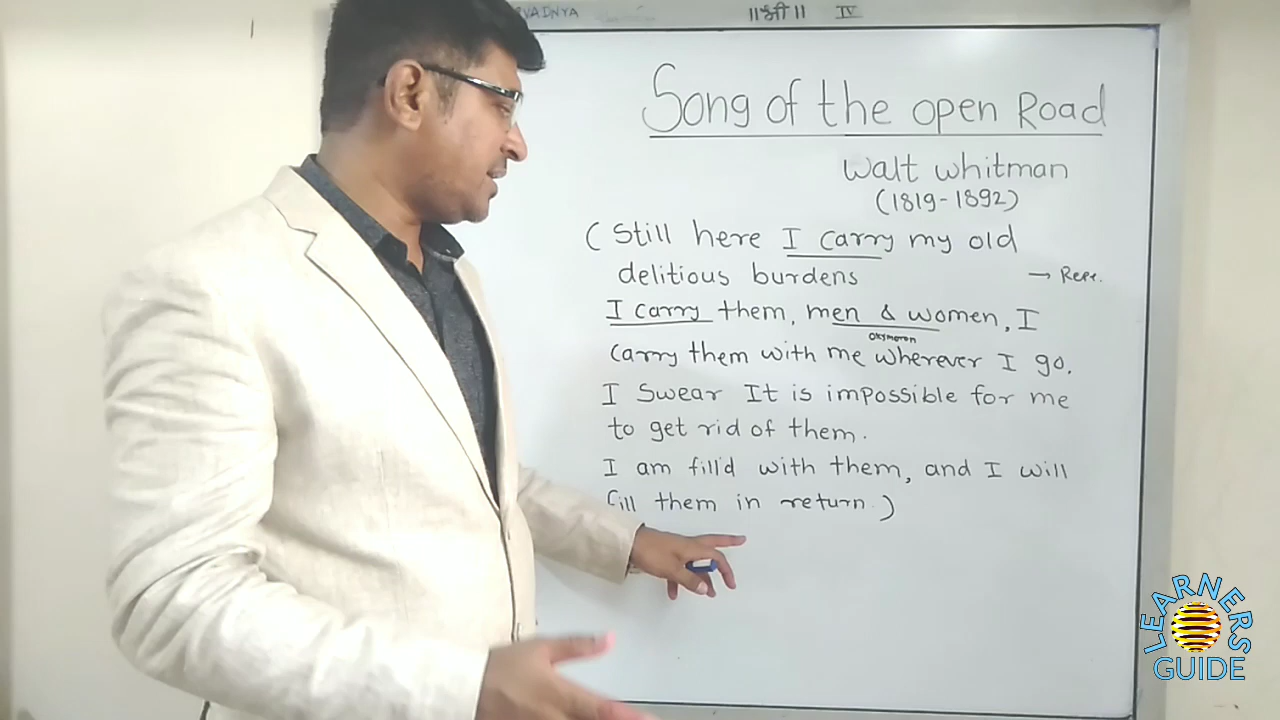 ॥श्री॥ IV
Song of the open Road
Walt whitman
(1819-1892)
( Still here I carry my old
delitious burdens
→ Repe.
I carry them, men & women, I
Oxymoron
carry them with me wherever I go.
I Swear It is impossible for me
to get rid of them.
I am fill'd with them, and I will
fill them in return.)
LEARNERS
GUIDE